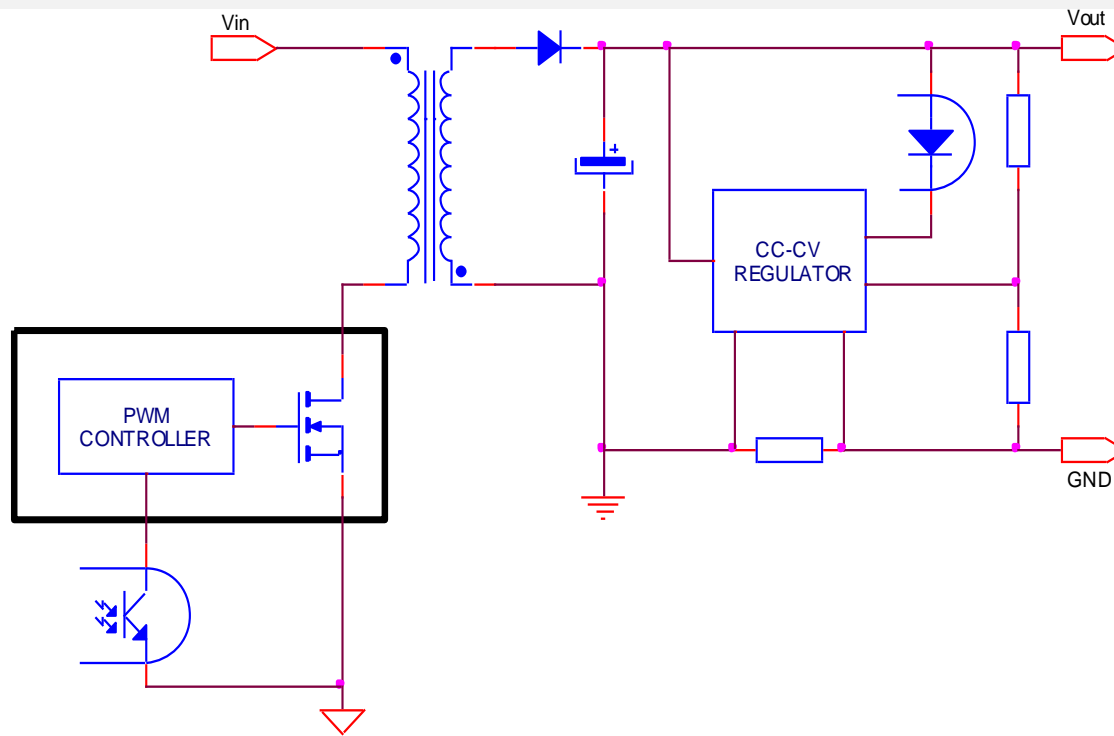 Vin
Vout
CC-CV
REGULATOR
PWM
CONTROLLER
GND